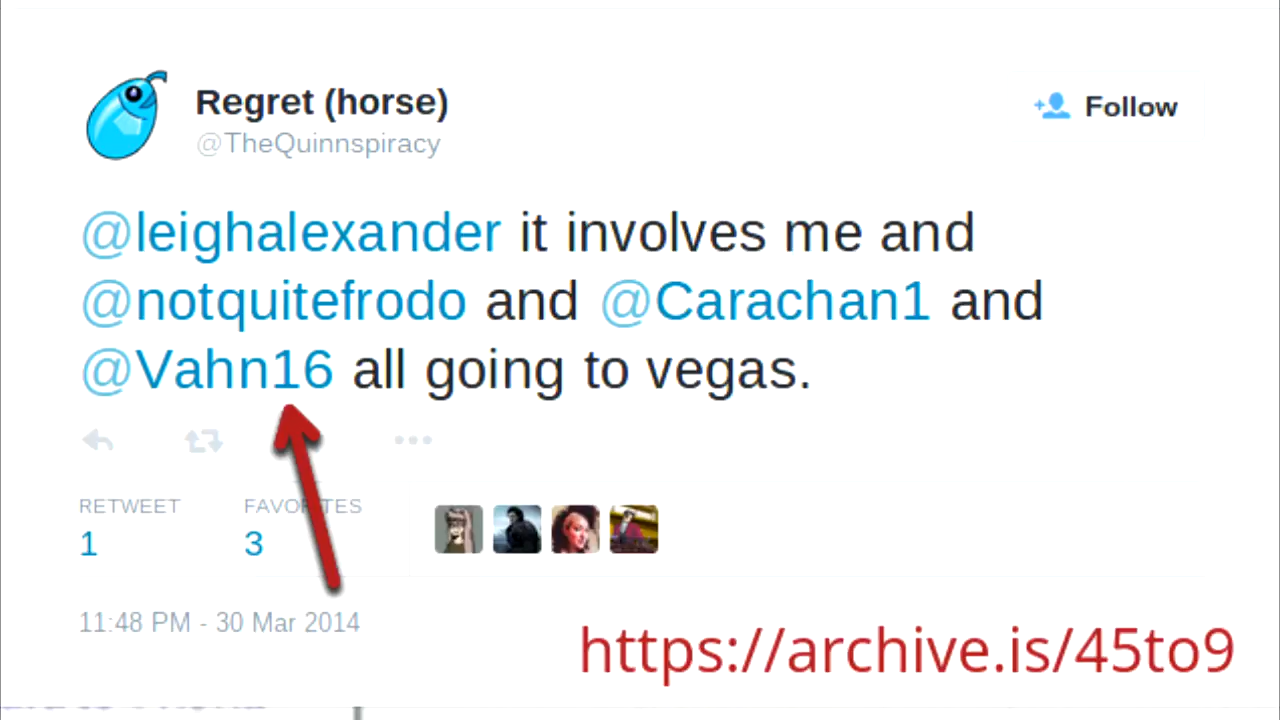 Regret (horse)
@TheQuinnspiracy
Follow
@leighalexander it involves me and
@notquitefrodo and @Carachan1 and
@Vahn16 all going to vegas.
RETWEET FAVORITES
1 3
11:48 PM - 30 Mar 2014
https://archive.is/45to9